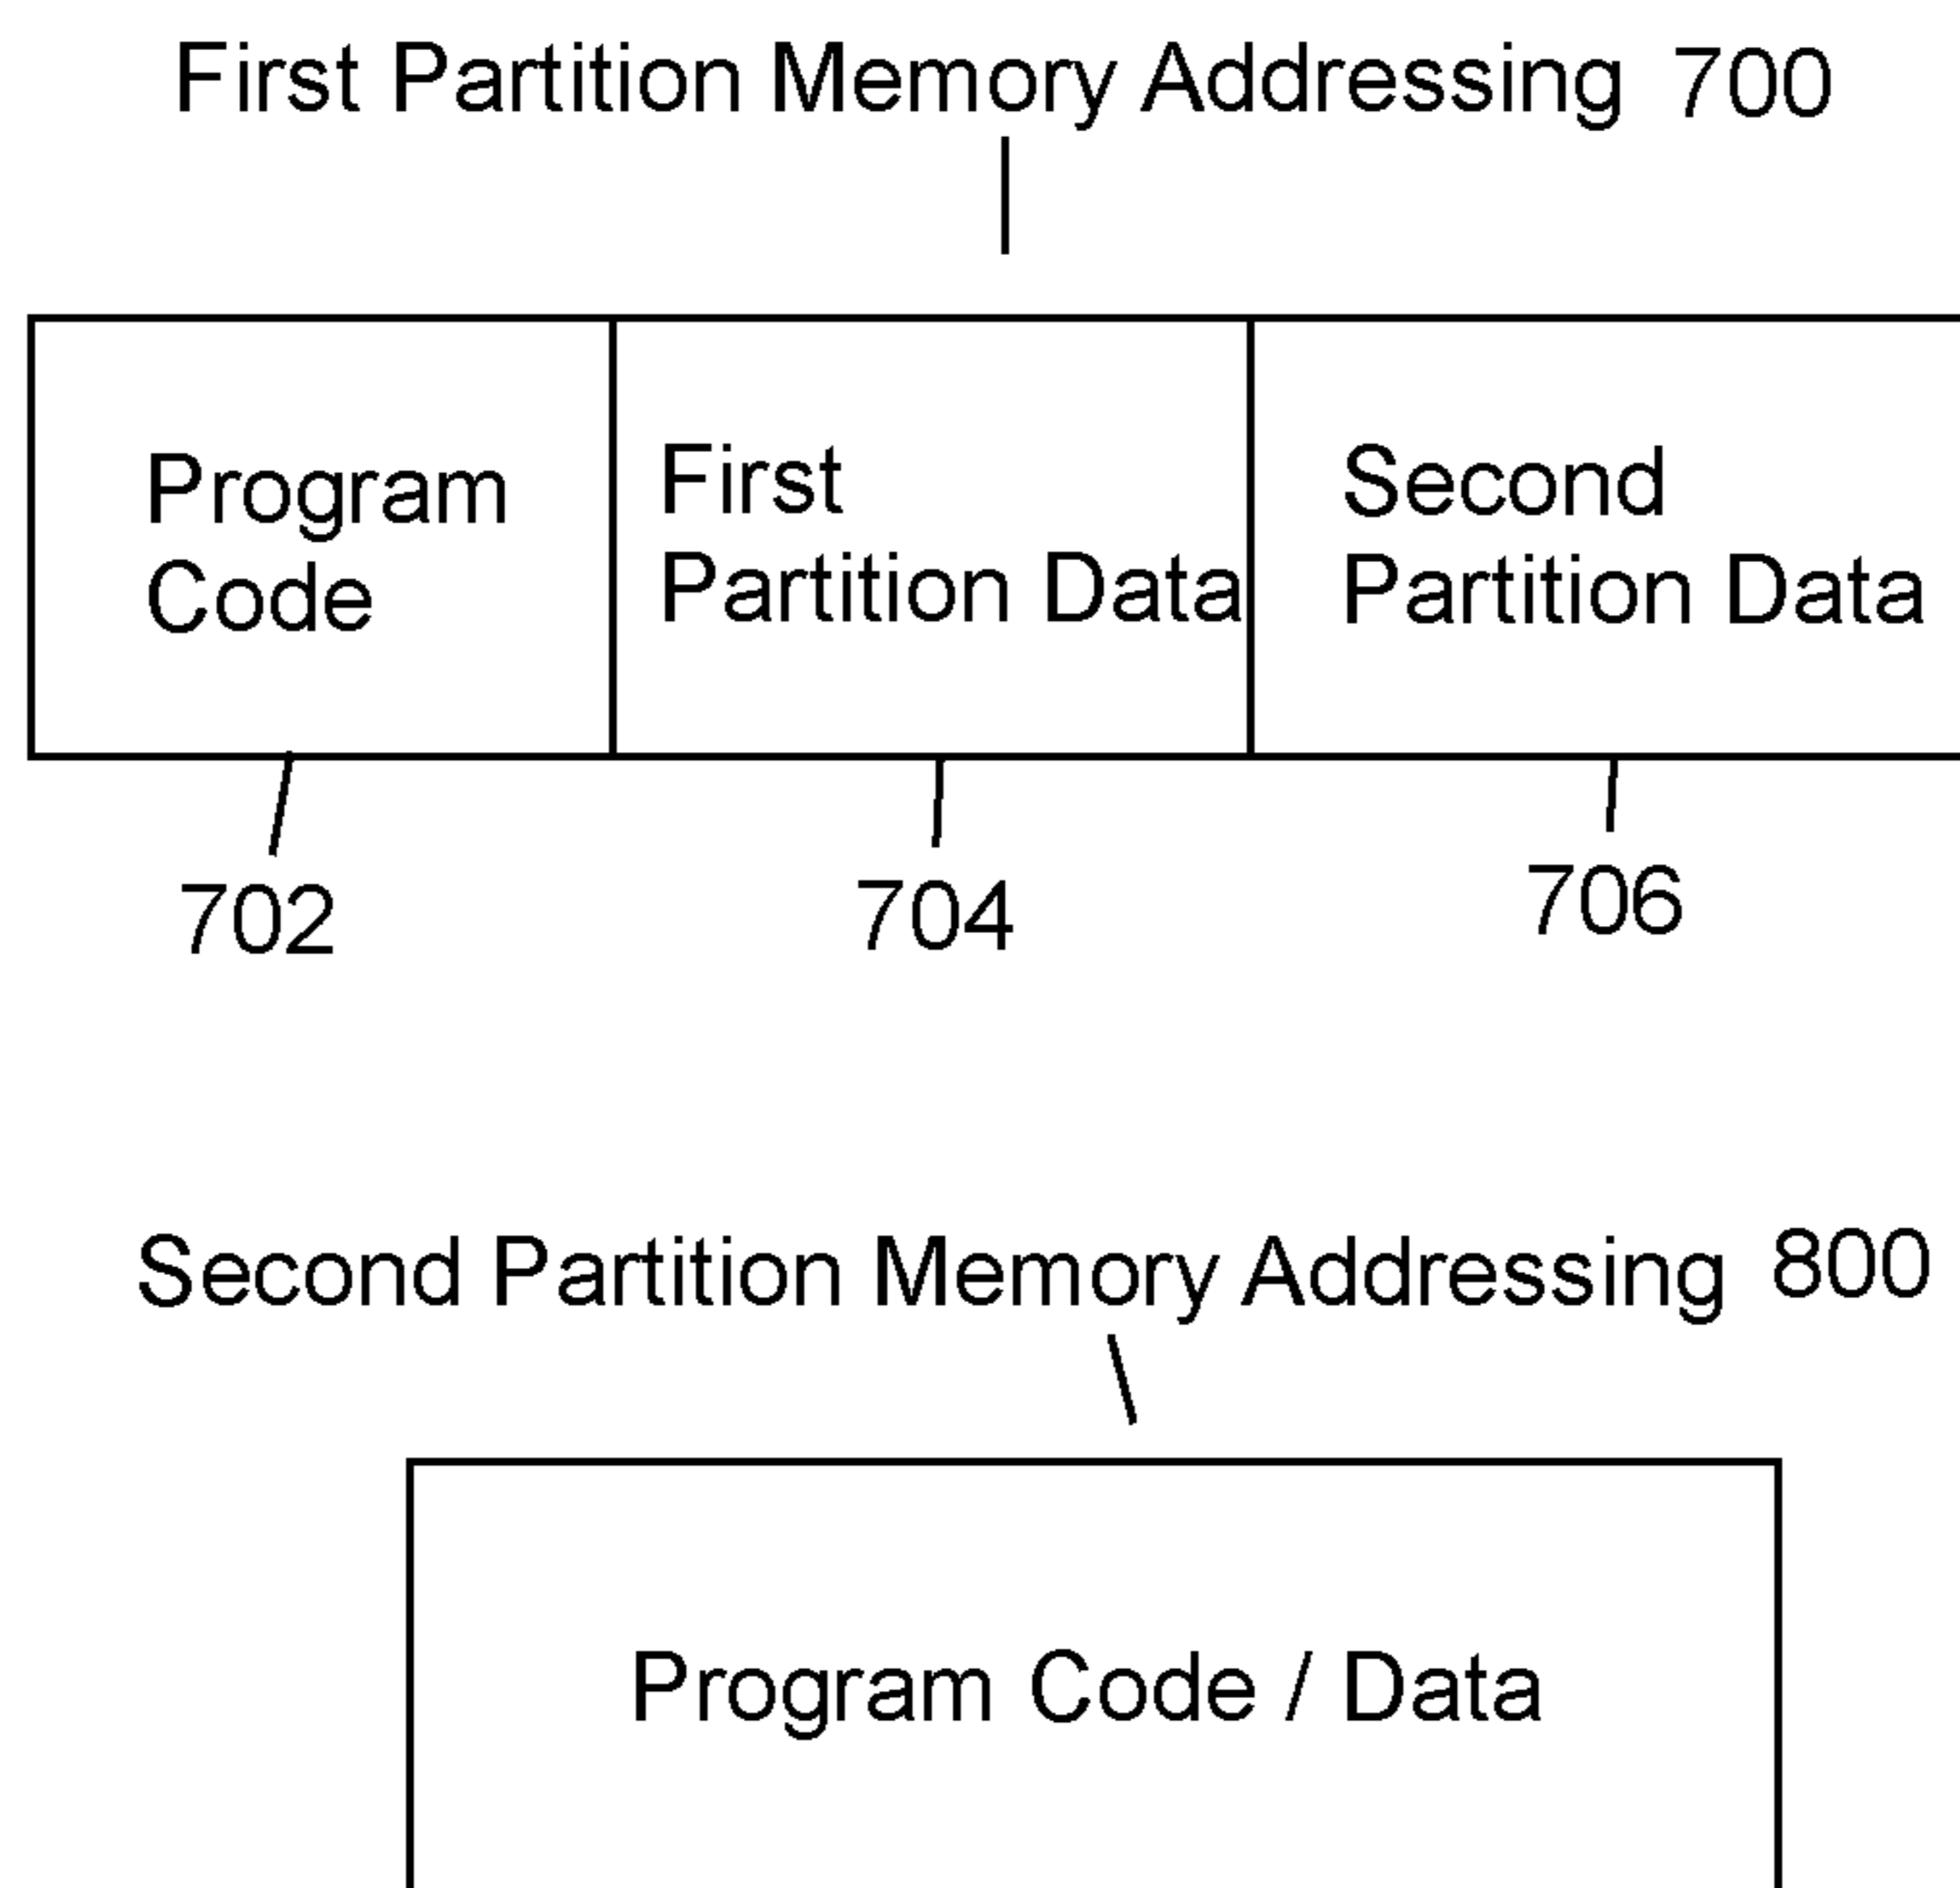 First Partition Memory Addressing 700
Program
Code
First
Partition Data
Second
Partition Data
702
704
706
Second Partition Memory Addressing 800
Program Code / Data